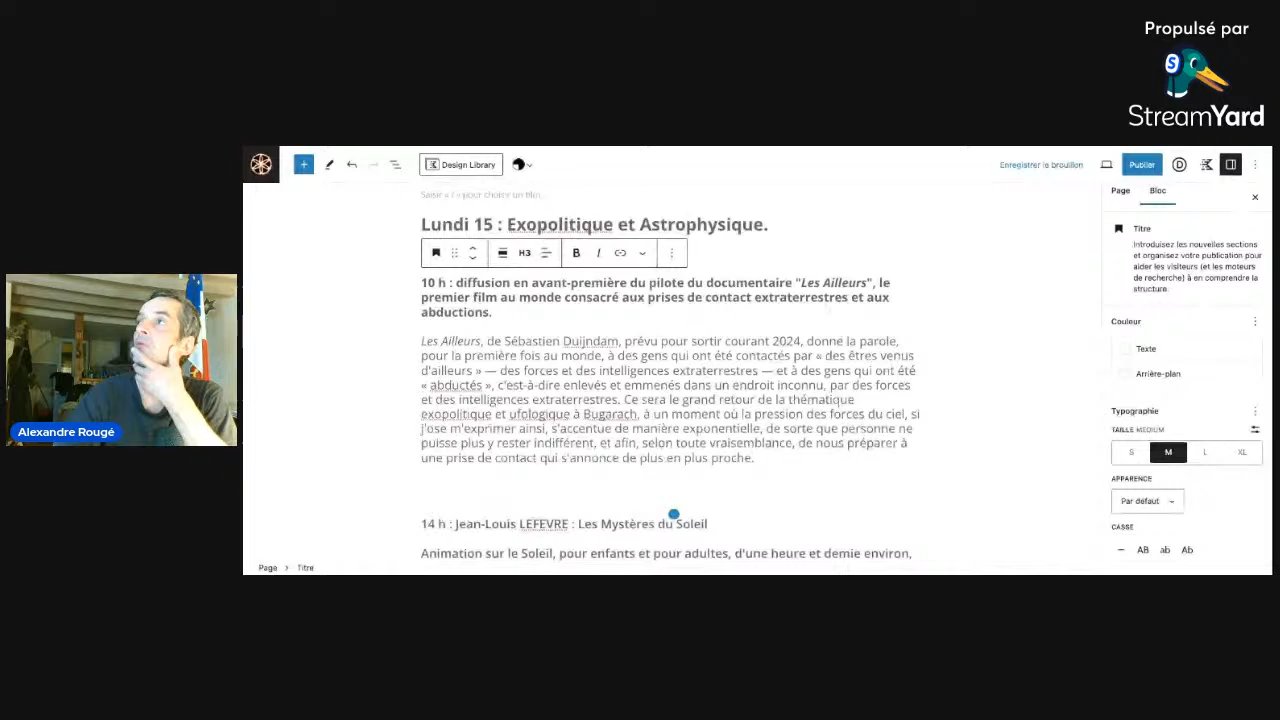 Propulsé par
StreamYard
Design Library
Enregistrer le brouillon
Publier
Page
Bloc
Saisir « / » pour choisir un bloc
Lundi 15 : Exopolitique et Astrophysique.
H3
B
I
10 h : diffusion en avant-première du pilote du documentaire "Les Ailleurs", le
premier film au monde consacré aux prises de contact extraterrestres et aux
abductions.
Les Ailleurs, de Sébastien Duijndam, prévu pour sortir courant 2024, donne la parole,
pour la première fois au monde, à des gens qui ont été contactés par « des êtres venus
d'ailleurs » — des forces et des intelligences extraterrestres — et à des gens qui ont été
« abductés », c'est-à-dire enlevés et emmenés dans un endroit inconnu, par des forces
et des intelligences extraterrestres. Ce sera le grand retour de la thématique
exopolitique et ufologique à Bugarach, à un moment où la pression des forces du ciel, si
j'ose m'exprimer ainsi, s'accentue de manière exponentielle, de sorte que personne ne
puisse plus y rester indifférent, et afin, selon toute vraisemblance, de nous préparer à
une prise de contact qui s'annonce de plus en plus proche.
14 h : Jean-Louis LEFEVRE : Les Mystères du Soleil
Animation sur le Soleil, pour enfants et pour adultes, d'une heure et demie environ,
Page > Titre
Titre
Introduisez les nouvelles sections
et organisez votre publication pour
aider les visiteurs (et les moteurs
de recherche) à en comprendre la
structure.
Couleur
Texte
Arrière-plan
Typographie
TAILLE MEDIUM
S
M
L
XL
APPARENCE
Par défaut
CASSE
–
AB
ab
Ab
Alexandre Rougé